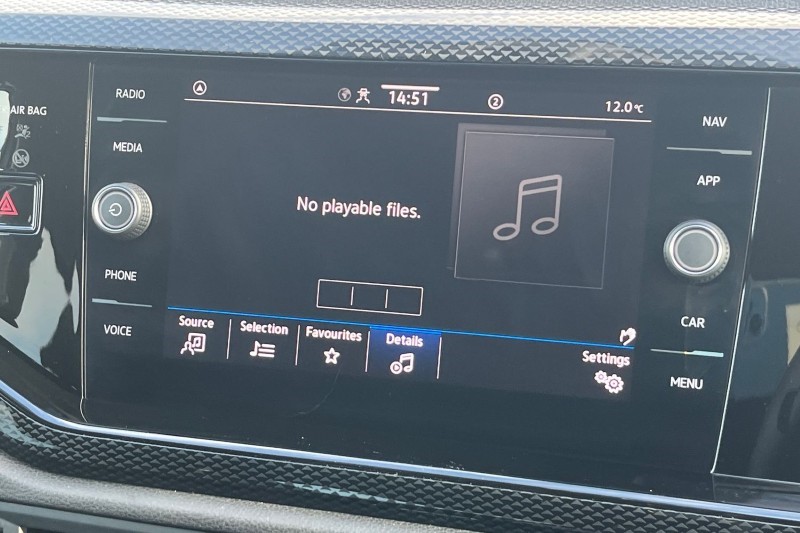 AIR BAG
RADIO
MEDIA
PHONE
VOICE
14:51
2
12.0°C
No playable files.
Source
Selection
Favourites
Details
Settings
NAV
APP
CAR
MENU